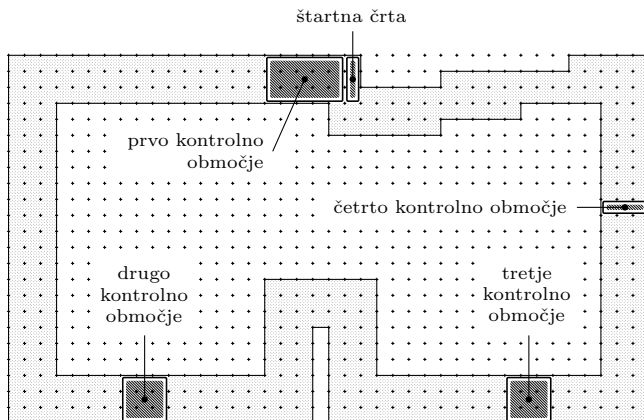 štartna črta
prvo kontrolno
območje
četrto kontrolno območje
drugo
kontrolno
območje
tretje
kontrolno
območje